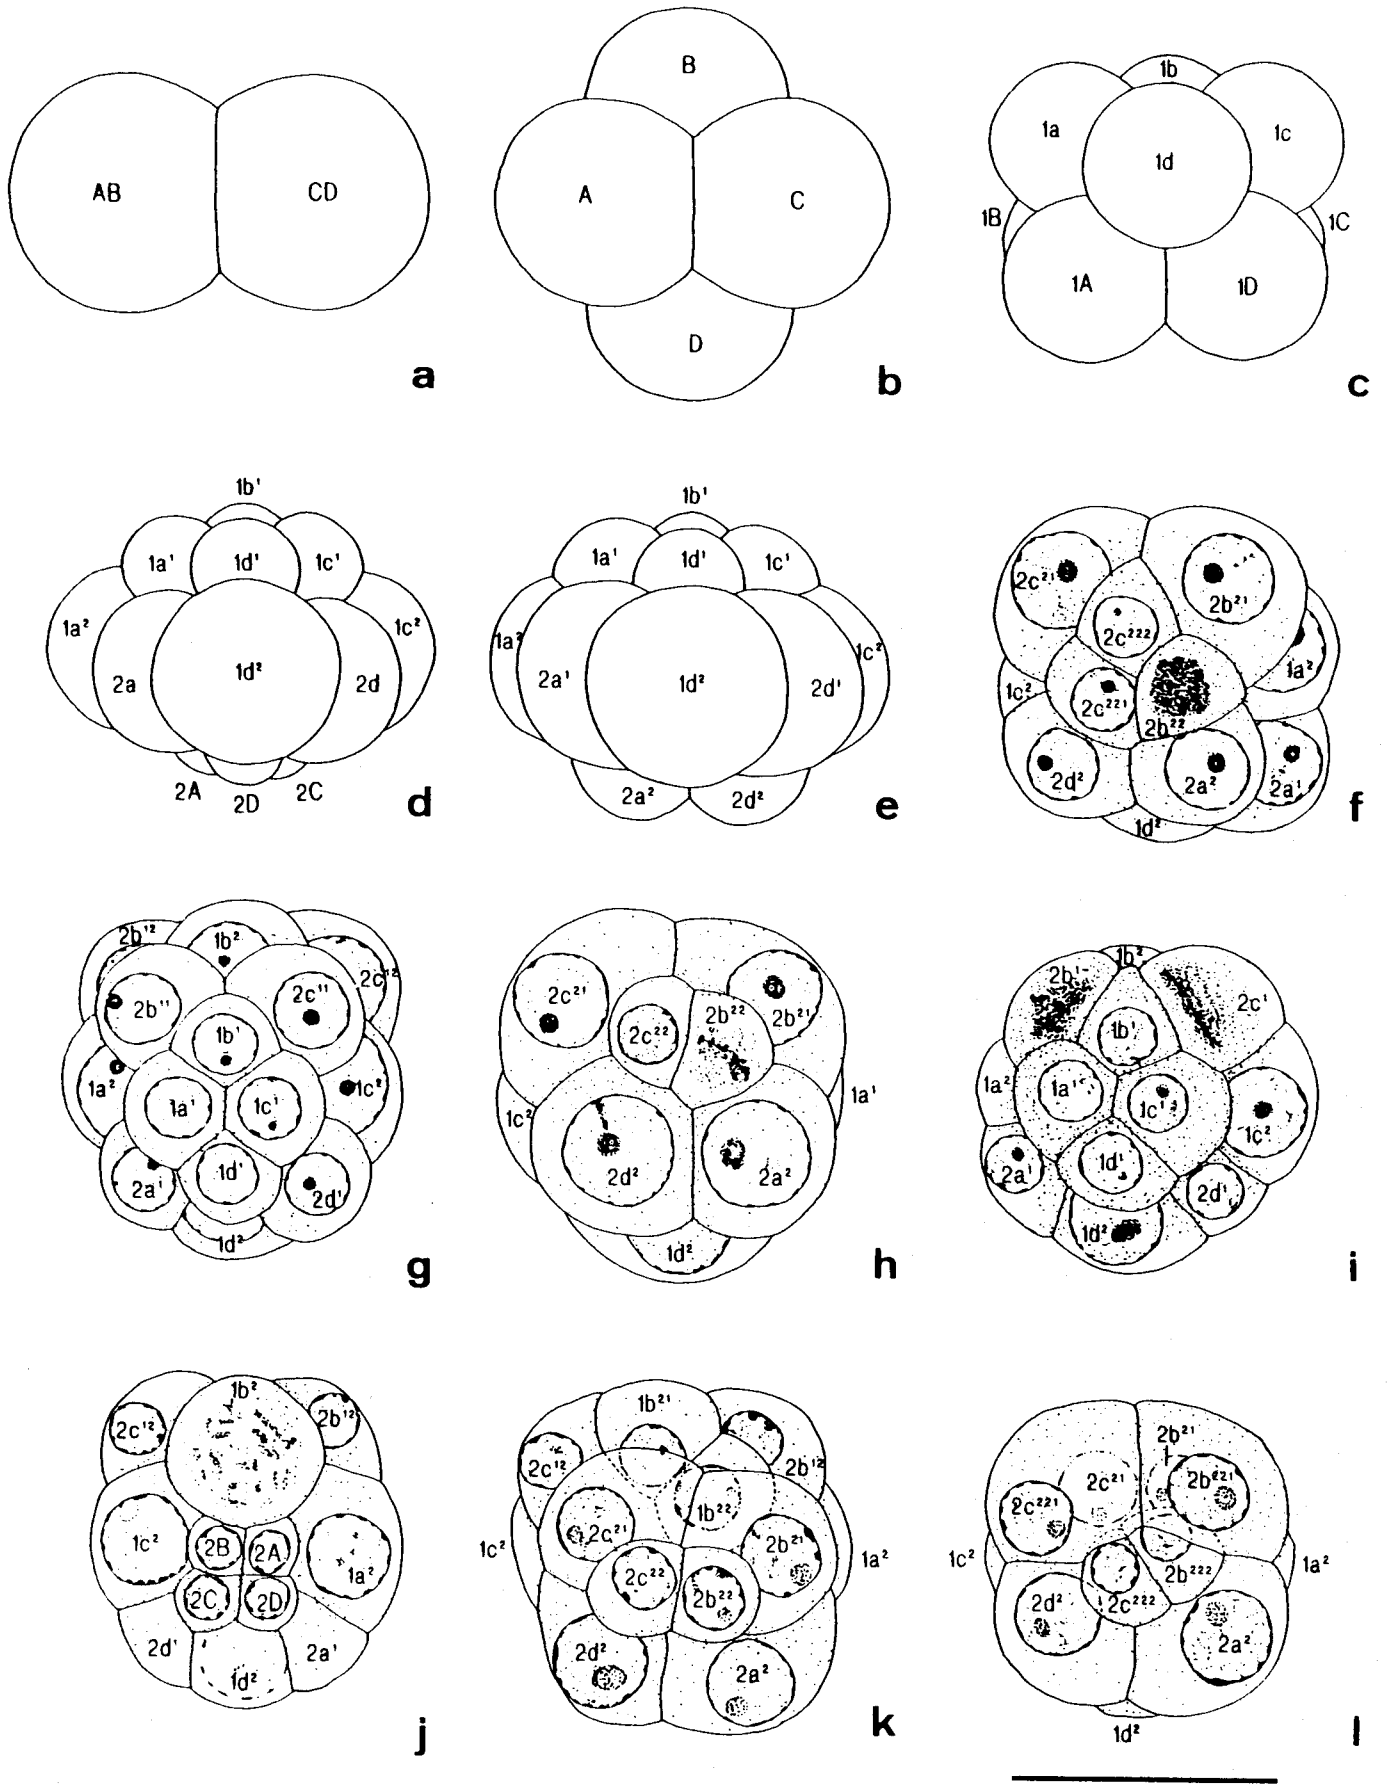 AB CD
a
B
A C
D
b
1b
1a 1c
1d
1B 1C
1A 1D
c
1b¹
1a¹ 1d¹ 1c¹
1a² 1c²
2a 1d² 2d
2A 2D 2C
d
1b¹
1a¹ 1d¹ 1c¹
1a² 1c²
2a¹ 1d² 2d¹
2a² 2d²
e
2c²¹ 2b²¹
2c²²²
1a²
1c² 2c²²¹
2b²²
2d² 2a² 2a¹
1d²
f
2b¹² 1b²
2c¹²
2b¹¹ 2c¹¹
1b¹
1a² 1c²
1a¹ 1c¹
2a¹ 1d¹ 2d¹
1d²
g
2c²¹ 2b²² 2b²¹
2c²²
1c² 1a¹
2d² 2a²
1d²
h
1b²
2b¹ 2c¹
1b¹
1a² 1a¹ 1c¹
1c²
2a¹ 1d¹ 2d¹
1d²
i
1b²
2c¹² 2b¹²
1c² 2B 2A 1a²
2C 2D
2d¹ 2a¹
1d²
j
1b²¹
2c¹² 2b¹²
1b²²
2c²¹ 2b²¹
1c² 1a²
2c²² 2b²²
2d² 2a²
k
2b²¹
2c²¹ 2b²²¹
2c²²¹
1c² 2b²²² 1a²
2d² 2c²²²
2a²
1d²
l